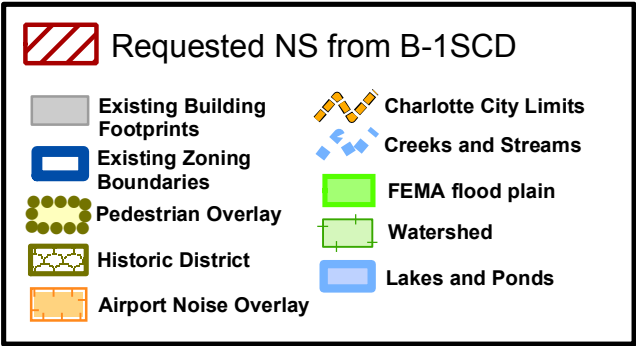 Requested NS from B-1SCD
Existing Building
Footprints
Existing Zoning
Boundaries
Pedestrian Overlay
Historic District
Airport Noise Overlay
Charlotte City Limits
Creeks and Streams
FEMA flood plain
Watershed
Lakes and Ponds